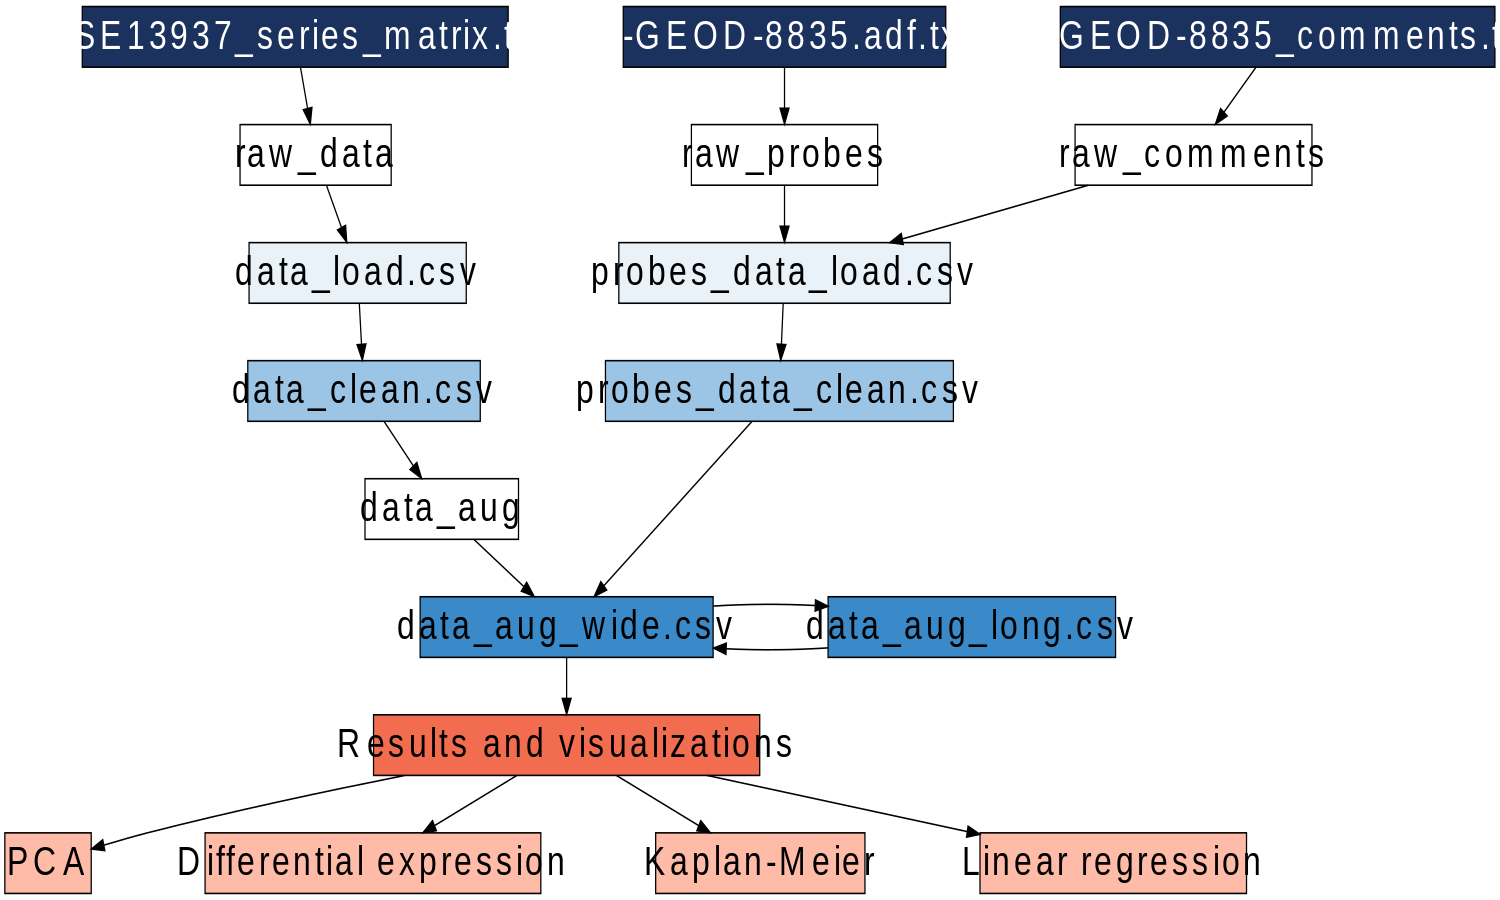 SE13937_series_matrix.t
-GEOD-8835.adf.tx
GEOD-8835_comments.t
raw_data
raw_probes
raw_comments
data_load.csv
probes_data_load.csv
data_clean.csv
probes_data_clean.csv
data_aug
data_aug_wide.csv
data_aug_long.csv
Results and visualizations
PCA
Differential expression
Kaplan-Meier
Linear regression